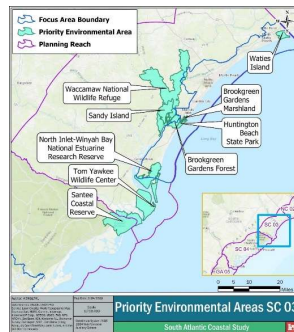 Focus Area Boundary
Priority Environmental Area
Planning Reach
Waties
Island
Waccamaw National
Wildlife Refuge
Brookgreen
Gardens
Marshland
Sandy Island
Huntington
Beach
State Park
North Inlet-Winyah Bay
National Estuarine
Research Reserve
Brookgreen
Gardens Forest
Tom Yawkee
Wildlife Center
Santee
Coastal
Reserve
SC 03
SC 04
0
10
20
Miles
Priority Environmental Areas SC 03
South Atlantic Coastal Study